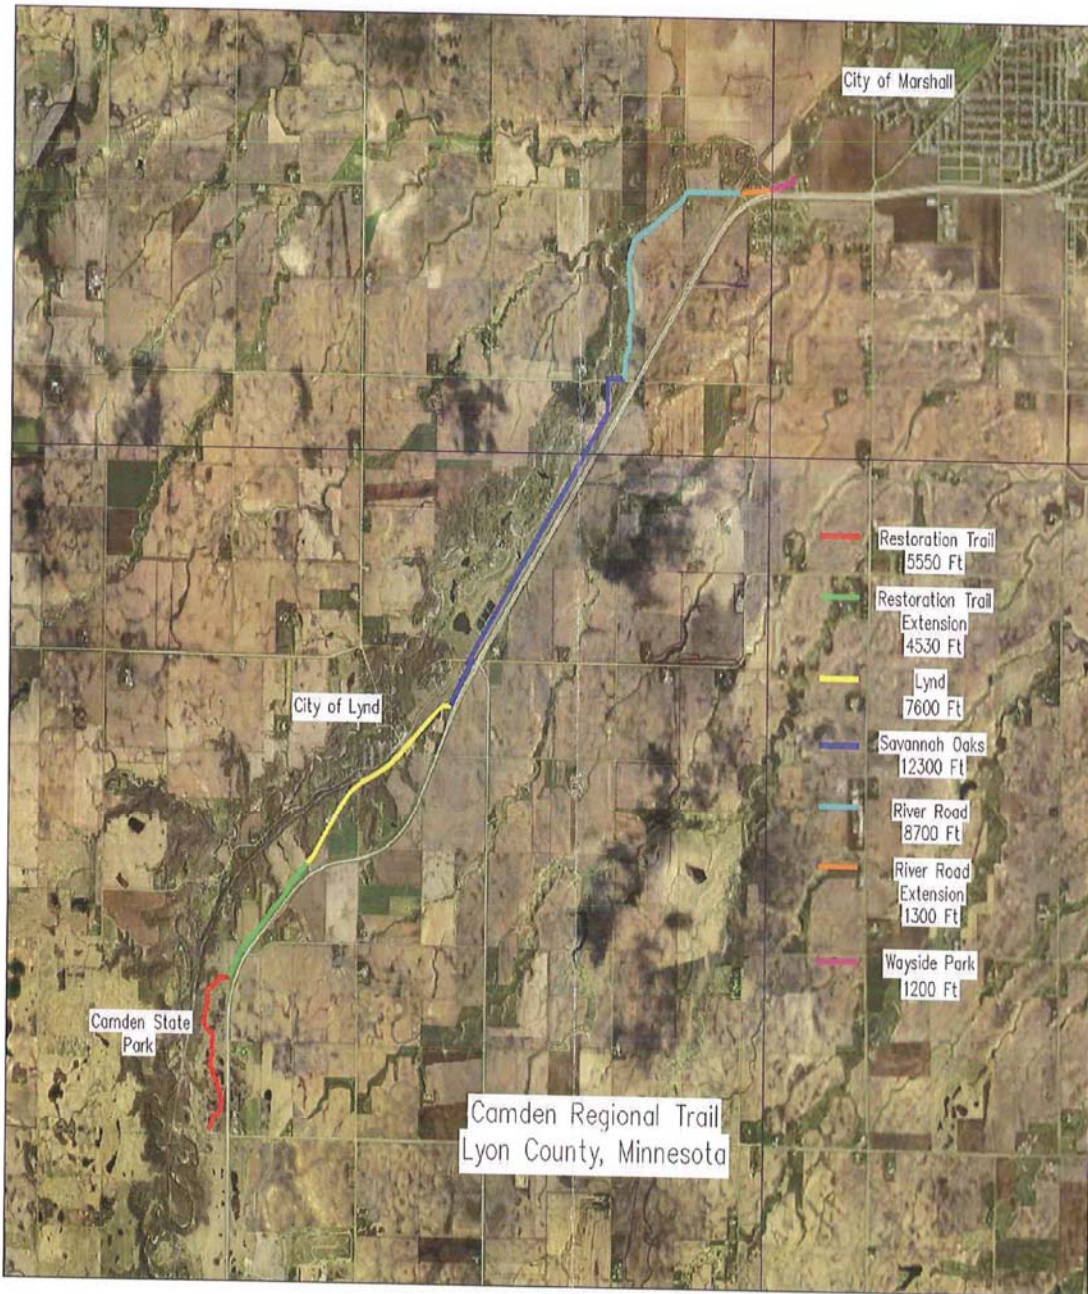 City of Marshall
Restoration Trail
5550 Ft
Restoration Trail
Extension
4530 Ft
Lynd
7600 Ft
City of Lynd
Savannah Oaks
12300 Ft
River Road
8700 Ft
River Road
Extension
1300 Ft
Wayside Park
1200 Ft
Camden State
Park
Camden Regional Trail
Lyon County, Minnesota